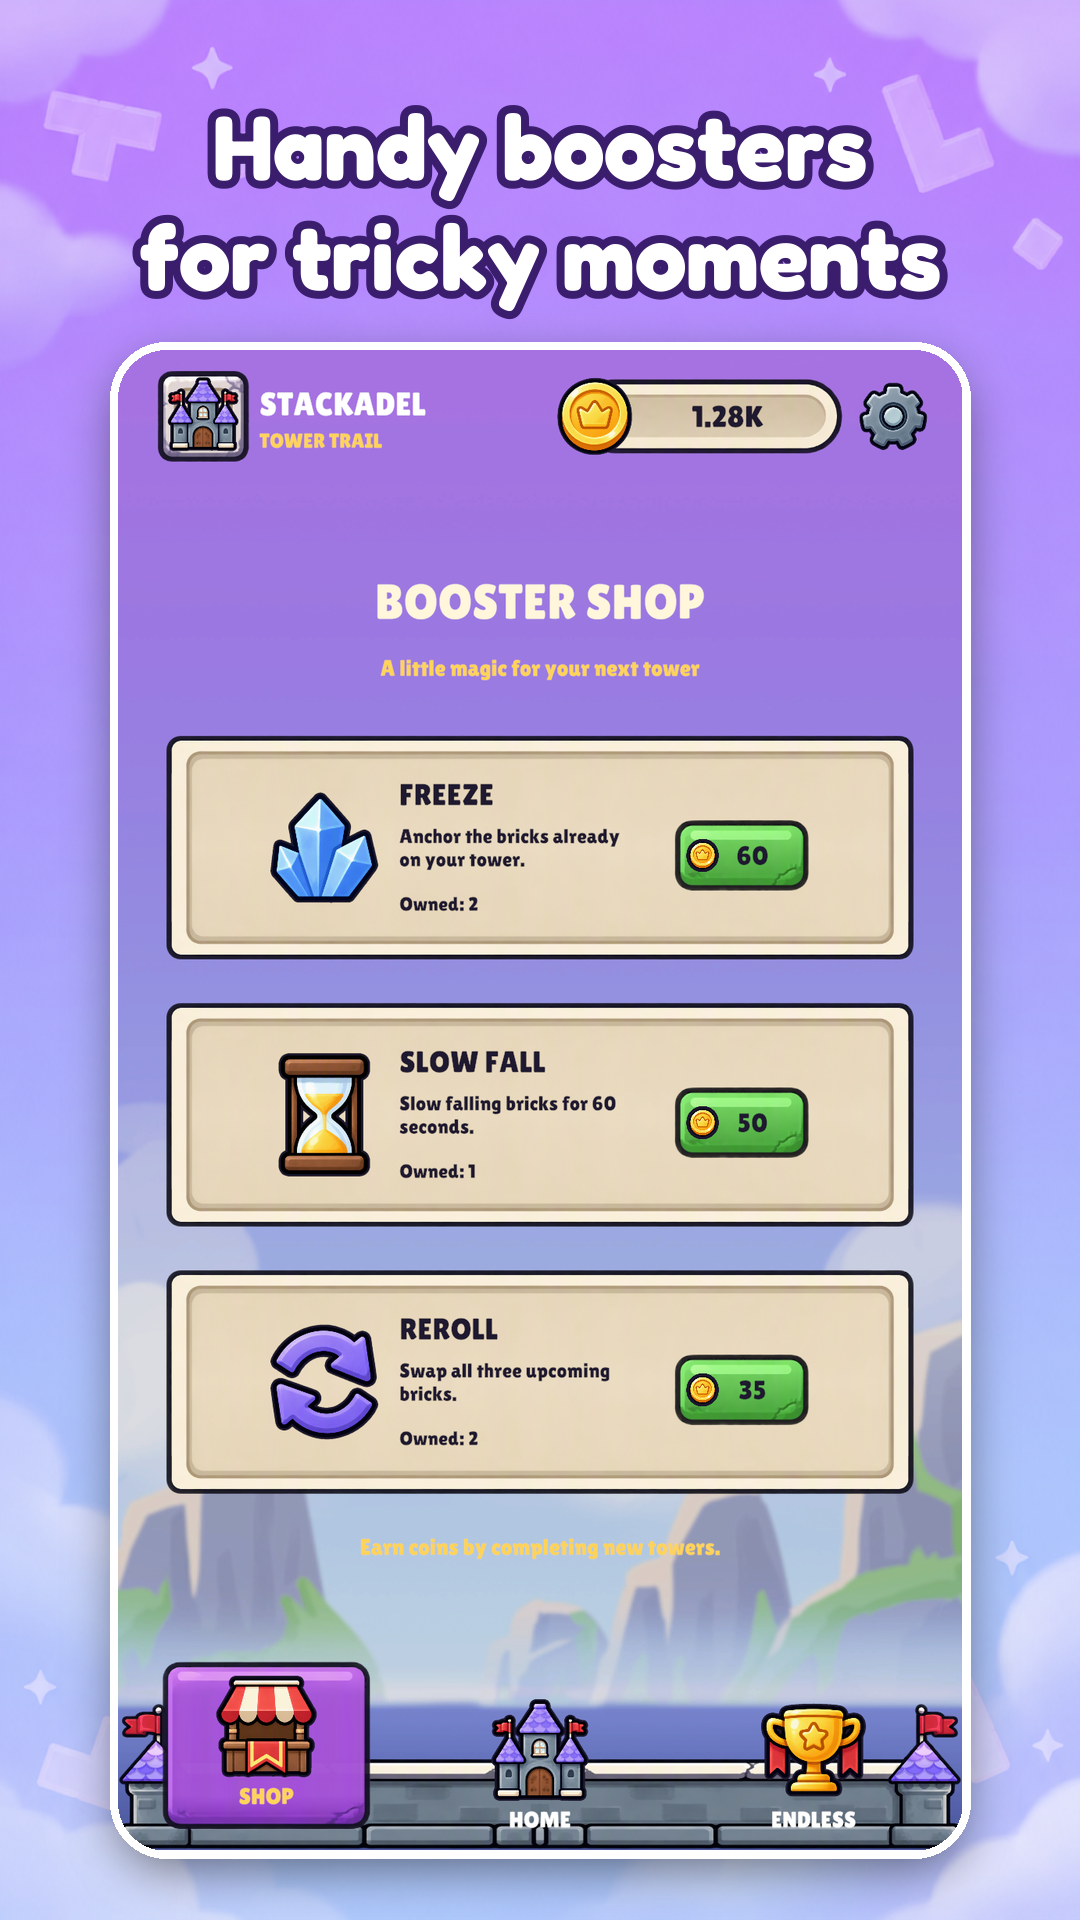 Handy boosters
for tricky moments
STACKADEL
TOWER TRAIL
1.28K
BOOSTER SHOP
A little magic for your next tower
FREEZE
Anchor the bricks already
on your tower.
Owned: 2
60
SLOW FALL
Slow falling bricks for 60
seconds.
Owned: 1
50
REROLL
Swap all three upcoming
bricks.
Owned: 2
35
Earn coins by completing new towers.
SHOP
HOME
ENDLESS